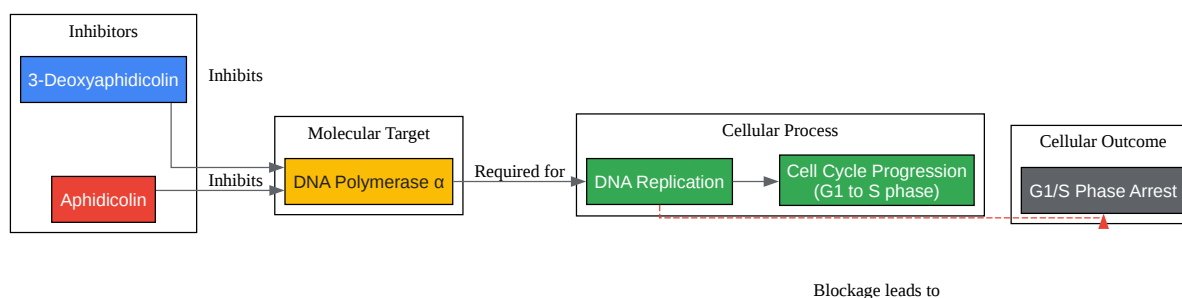 Inhibitors
3-Deoxyaphidicolin
Inhibits
Aphidicolin
Inhibits
Molecular Target
DNA Polymerase α
Required for
Cellular Process
DNA Replication
Cell Cycle Progression
(G1 to S phase)
Cellular Outcome
G1/S Phase Arrest
Blockage leads to